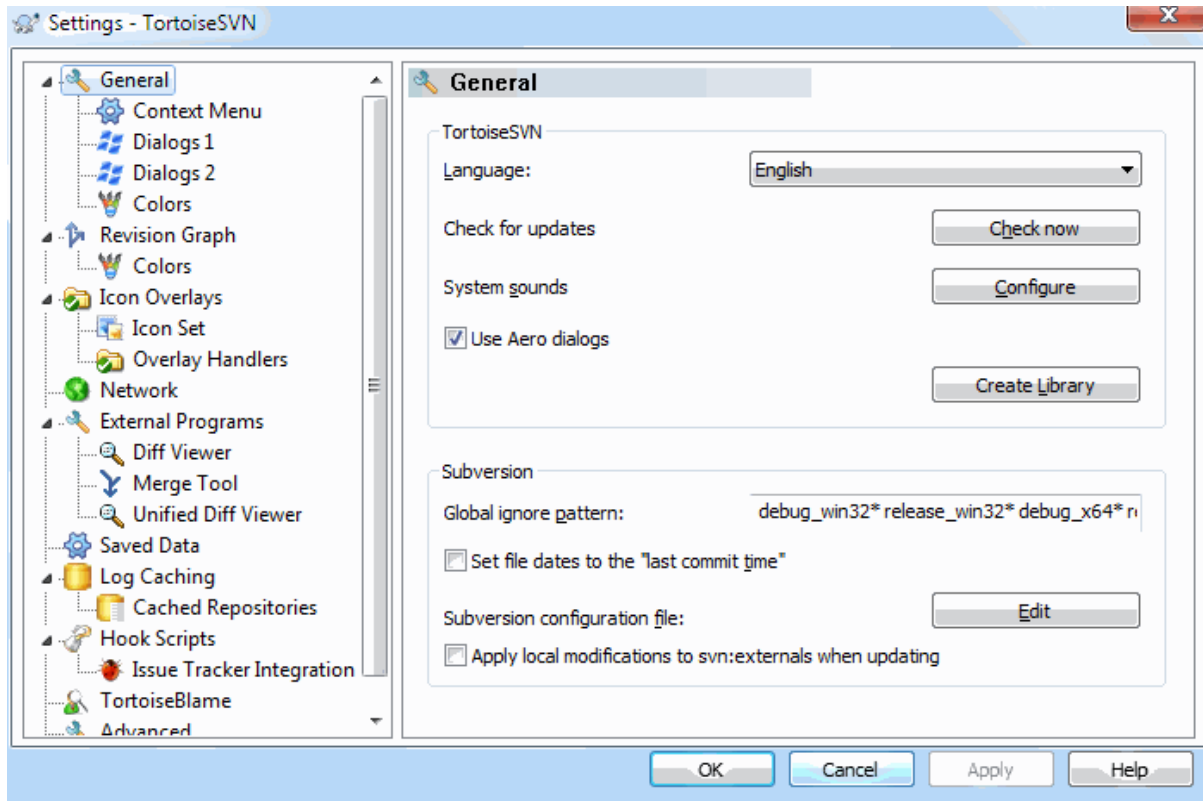 Settings - TortoiseSVN
x
General
Context Menu
Dialogs 1
Dialogs 2
Colors
Revision Graph
Colors
Icon Overlays
Icon Set
Overlay Handlers
Network
External Programs
Diff Viewer
Merge Tool
Unified Diff Viewer
Saved Data
Log Caching
Cached Repositories
Hook Scripts
Issue Tracker Integration
TortoiseBlame
Advanced
General
TortoiseSVN
Language: English
Check for updates Check now
System sounds Configure
Use Aero dialogs
Create Library
Subversion
Global ignore pattern: debug_win32* release_win32* debug_x64*
Set file dates to the "last commit time"
Subversion configuration file: Edit
Apply local modifications to svn:externals when updating
OK Cancel Apply Help